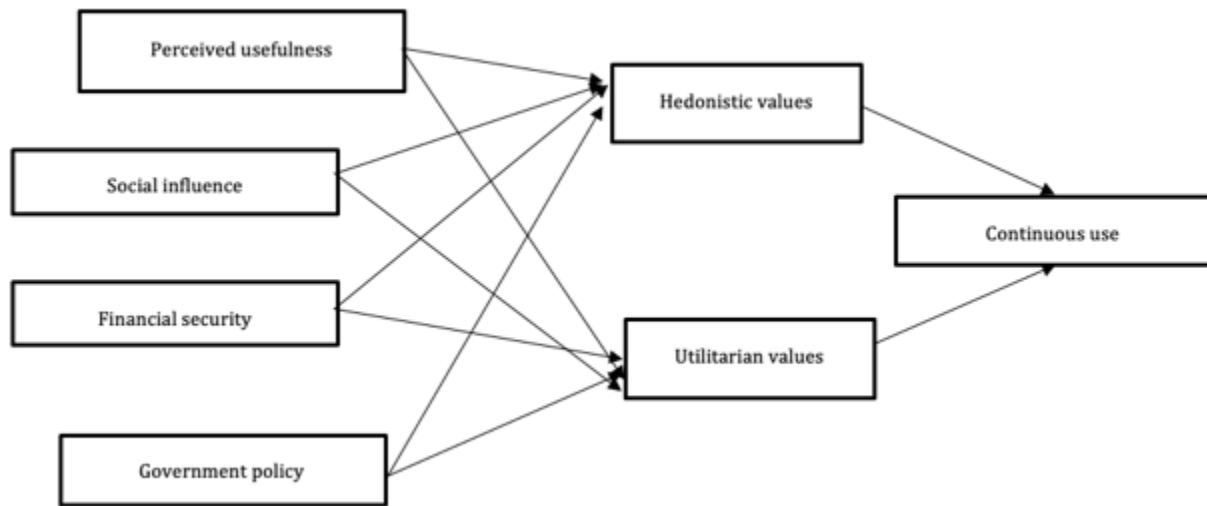 Perceived usefulness
Hedonistic values
Social influence
Continuous use
Financial security
Utilitarian values
Government policy